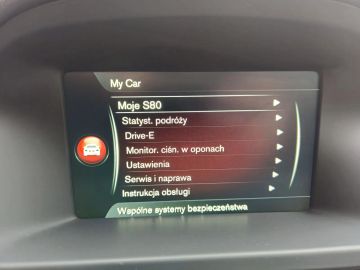 My Car
Moje S80
Statyst. podróży
Drive-E
Monitor. ciśn. w oponach
Ustawienia
Serwis i naprawa
Instrukcja obsługi
Wspólne systemy bezpieczeństwa